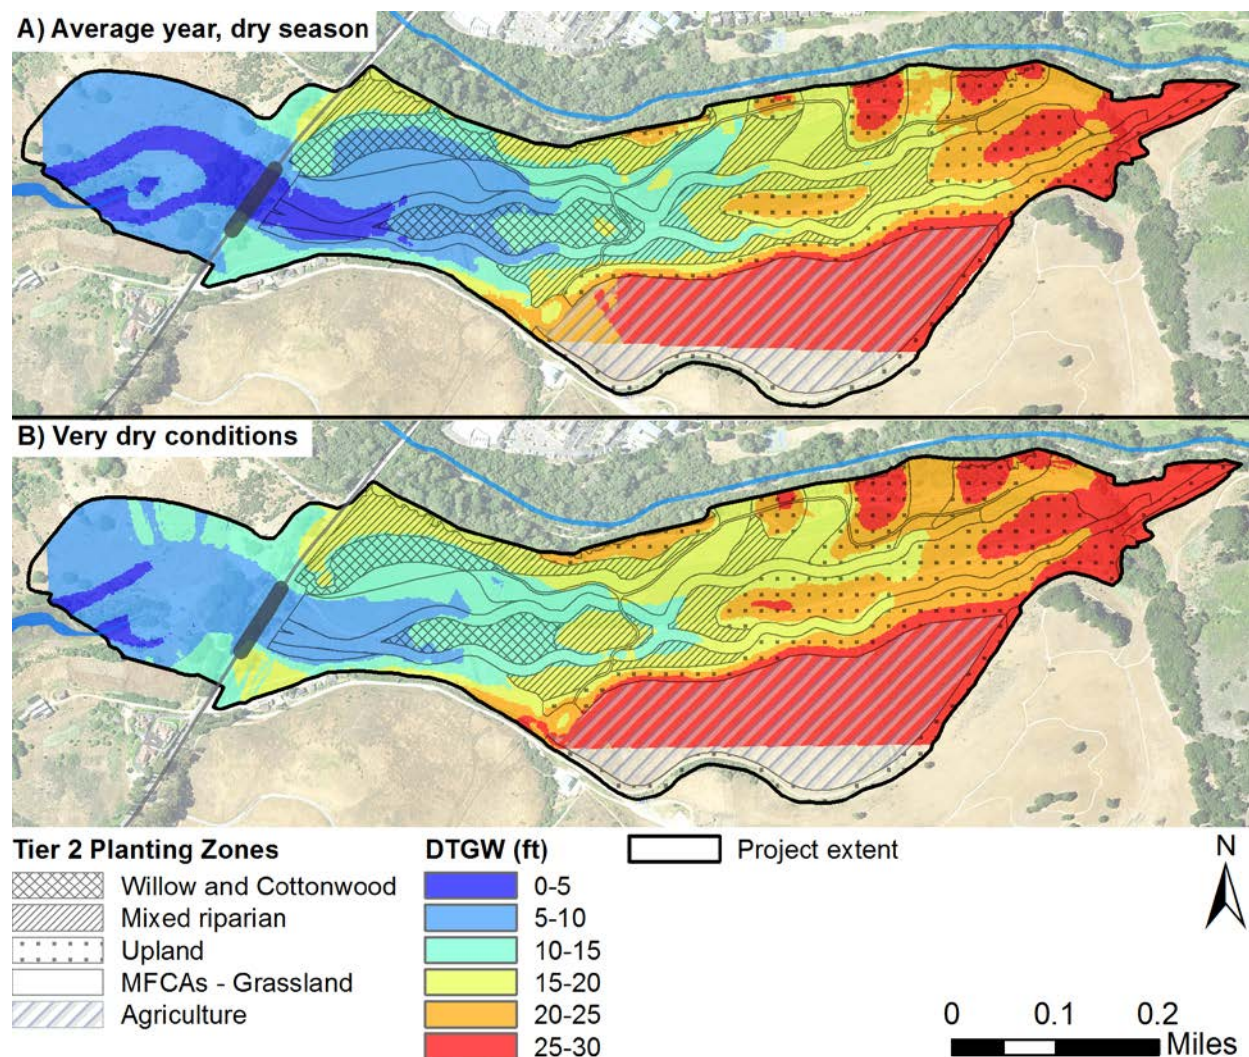 A) Average year, dry season
B) Very dry conditions
Tier 2 Planting Zones
Willow and Cottonwood
Mixed riparian
Upland
MFCAs - Grassland
Agriculture
DTGW (ft)
0-5
5-10
10-15
15-20
20-25
25-30
Project extent
N
0 0.1 0.2
Miles